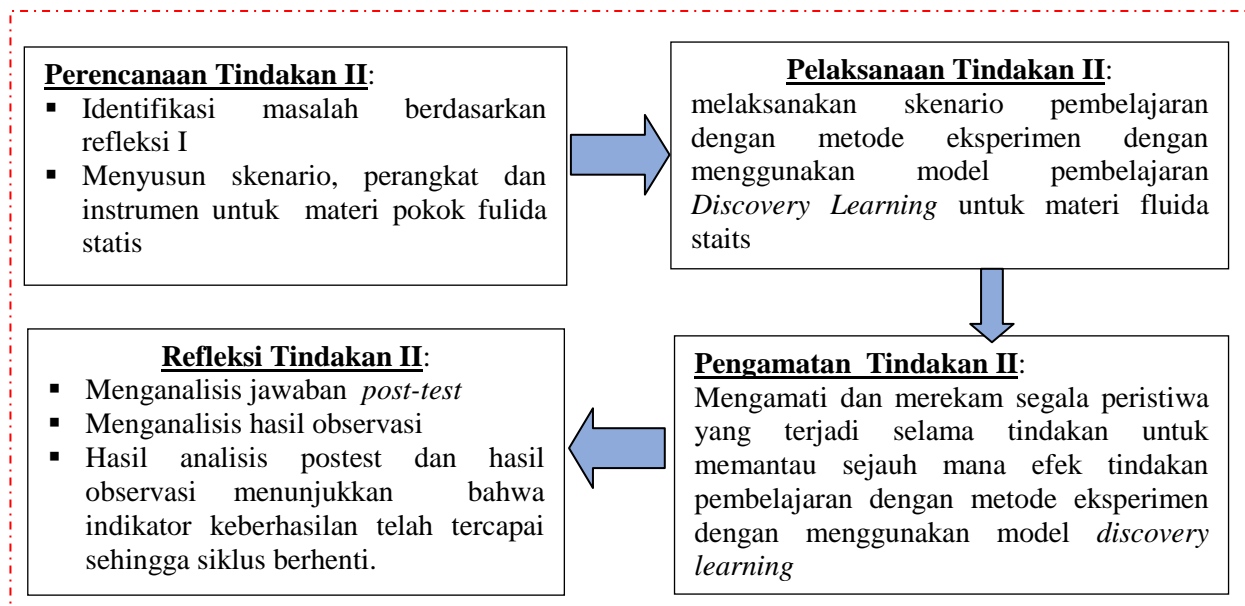 Perencanaan Tindakan II:
▪ Identifikasi masalah berdasarkan
refleksi I
▪ Menyusun skenario, perangkat dan
instrumen untuk materi pokok fulida
statis
Pelaksanaan Tindakan II:
melaksanakan skenario pembelajaran
dengan metode eksperimen dengan
menggunakan model pembelajaran
Discovery Learning untuk materi fluida
staits
Pengamatan Tindakan II:
Mengamati dan merekam segala peristiwa
yang terjadi selama tindakan untuk
memantau sejauh mana efek tindakan
pembelajaran dengan metode eksperimen
dengan menggunakan model discovery
learning
Refleksi Tindakan II:
▪ Menganalisis jawaban post-test
▪ Menganalisis hasil observasi
▪ Hasil analisis postest dan hasil
observasi menunjukkan bahwa
indikator keberhasilan telah tercapai
sehingga siklus berhenti.